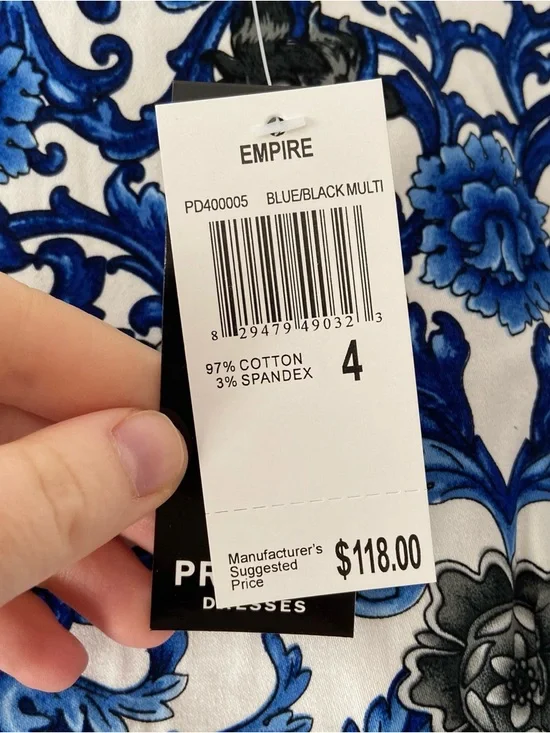 EMPIRE
PD400005 BLUE/BLACK MULTI
8 29479 49032 3
97% COTTON
3% SPANDEX
4
Manufacturer's
Suggested
Price
$118.00